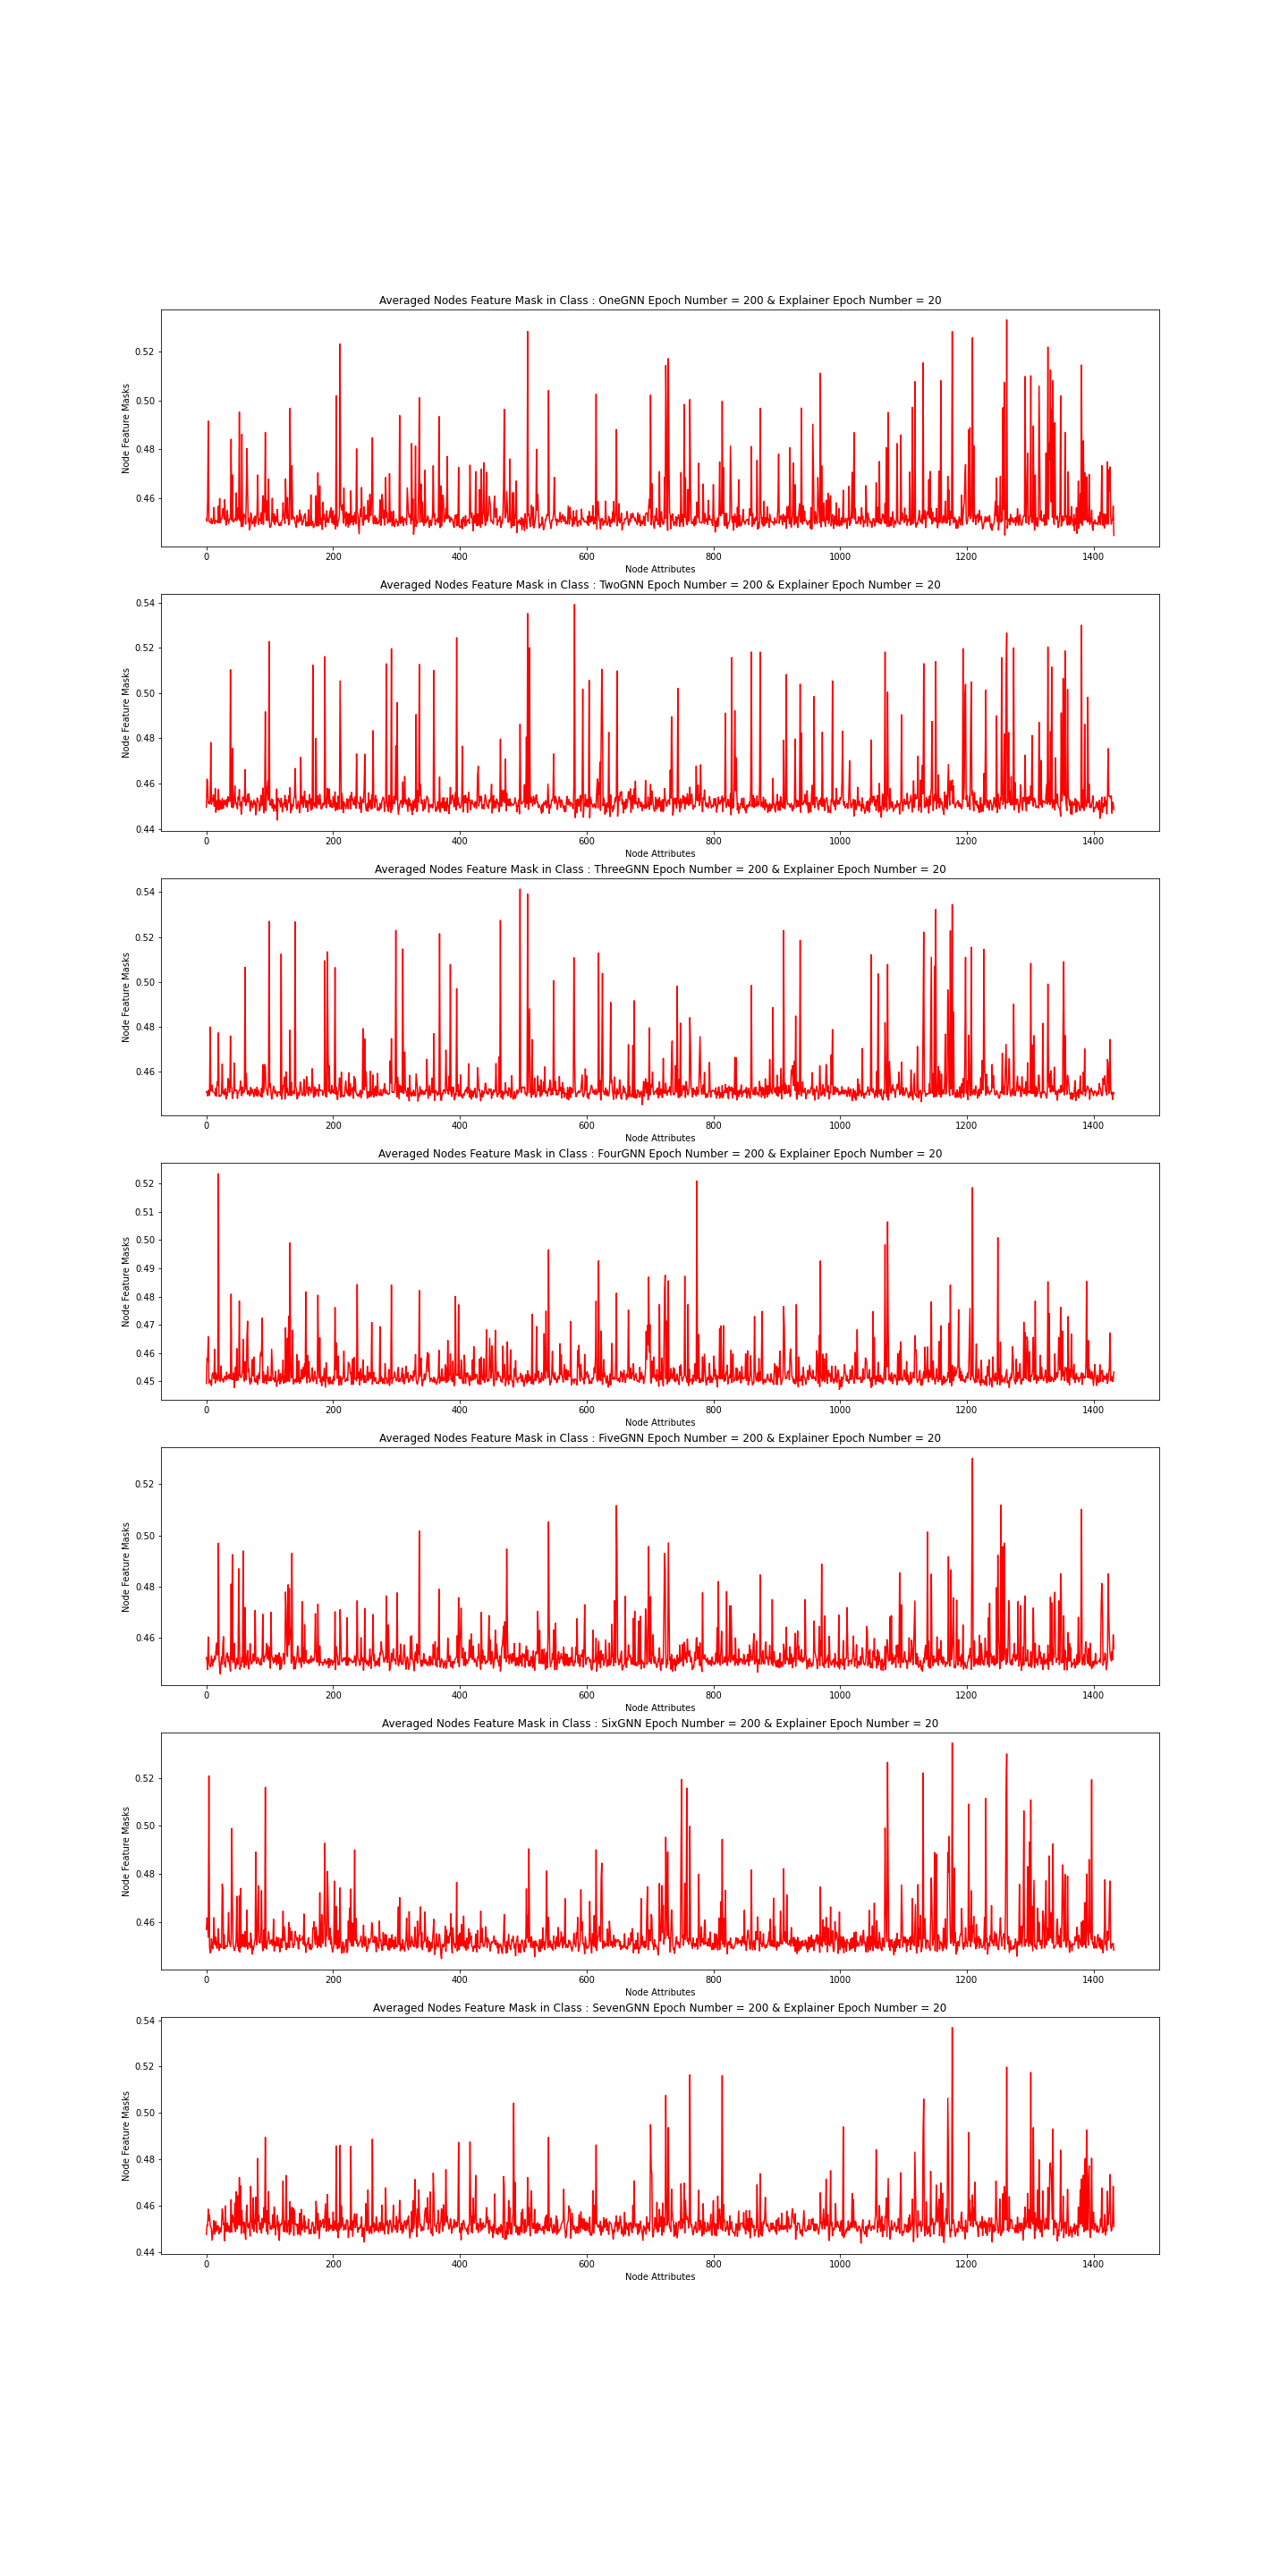 Averaged Nodes Feature Mask in Class : OneGNN Epoch Number = 200 & Explainer Epoch Number = 20
0.52
0.50
0.48
0.46
Node Feature Masks
0 200 400 600 800 1000 1200 1400
Node Attributes
Averaged Nodes Feature Mask in Class : TwoGNN Epoch Number = 200 & Explainer Epoch Number = 20
0.54
0.52
0.50
0.48
0.46
0.44
Node Feature Masks
0 200 400 600 800 1000 1200 1400
Node Attributes
Averaged Nodes Feature Mask in Class : ThreeGNN Epoch Number = 200 & Explainer Epoch Number = 20
0.54
0.52
0.50
0.48
0.46
Node Feature Masks
0 200 400 600 800 1000 1200 1400
Node Attributes
Averaged Nodes Feature Mask in Class : FourGNN Epoch Number = 200 & Explainer Epoch Number = 20
0.52
0.51
0.50
0.49
0.48
0.47
0.46
0.45
Node Feature Masks
0 200 400 600 800 1000 1200 1400
Node Attributes
Averaged Nodes Feature Mask in Class : FiveGNN Epoch Number = 200 & Explainer Epoch Number = 20
0.52
0.50
0.48
0.46
Node Feature Masks
0 200 400 600 800 1000 1200 1400
Node Attributes
Averaged Nodes Feature Mask in Class : SixGNN Epoch Number = 200 & Explainer Epoch Number = 20
0.52
0.50
0.48
0.46
Node Feature Masks
0 200 400 600 800 1000 1200 1400
Node Attributes
Averaged Nodes Feature Mask in Class : SevenGNN Epoch Number = 200 & Explainer Epoch Number = 20
0.54
0.52
0.50
0.48
0.46
0.44
Node Feature Masks
0 200 400 600 800 1000 1200 1400
Node Attributes